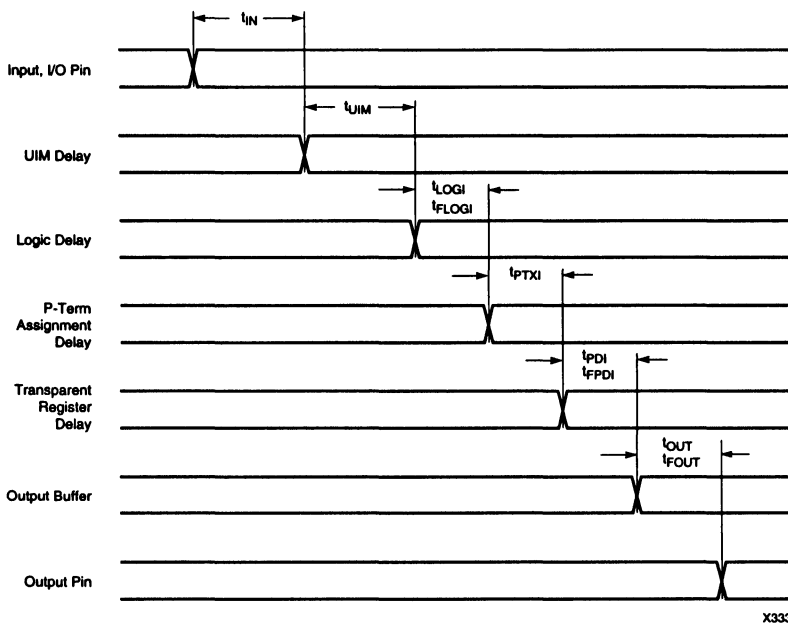 tIN
Input, I/O Pin
tUIM
UIM Delay
tLOGI
tFLOGI
Logic Delay
tPTXI
P-Term
Assignment
Delay
tPDI
tFPDI
Transparent
Register
Delay
tOUT
tFOUT
Output Buffer
Output Pin
X333